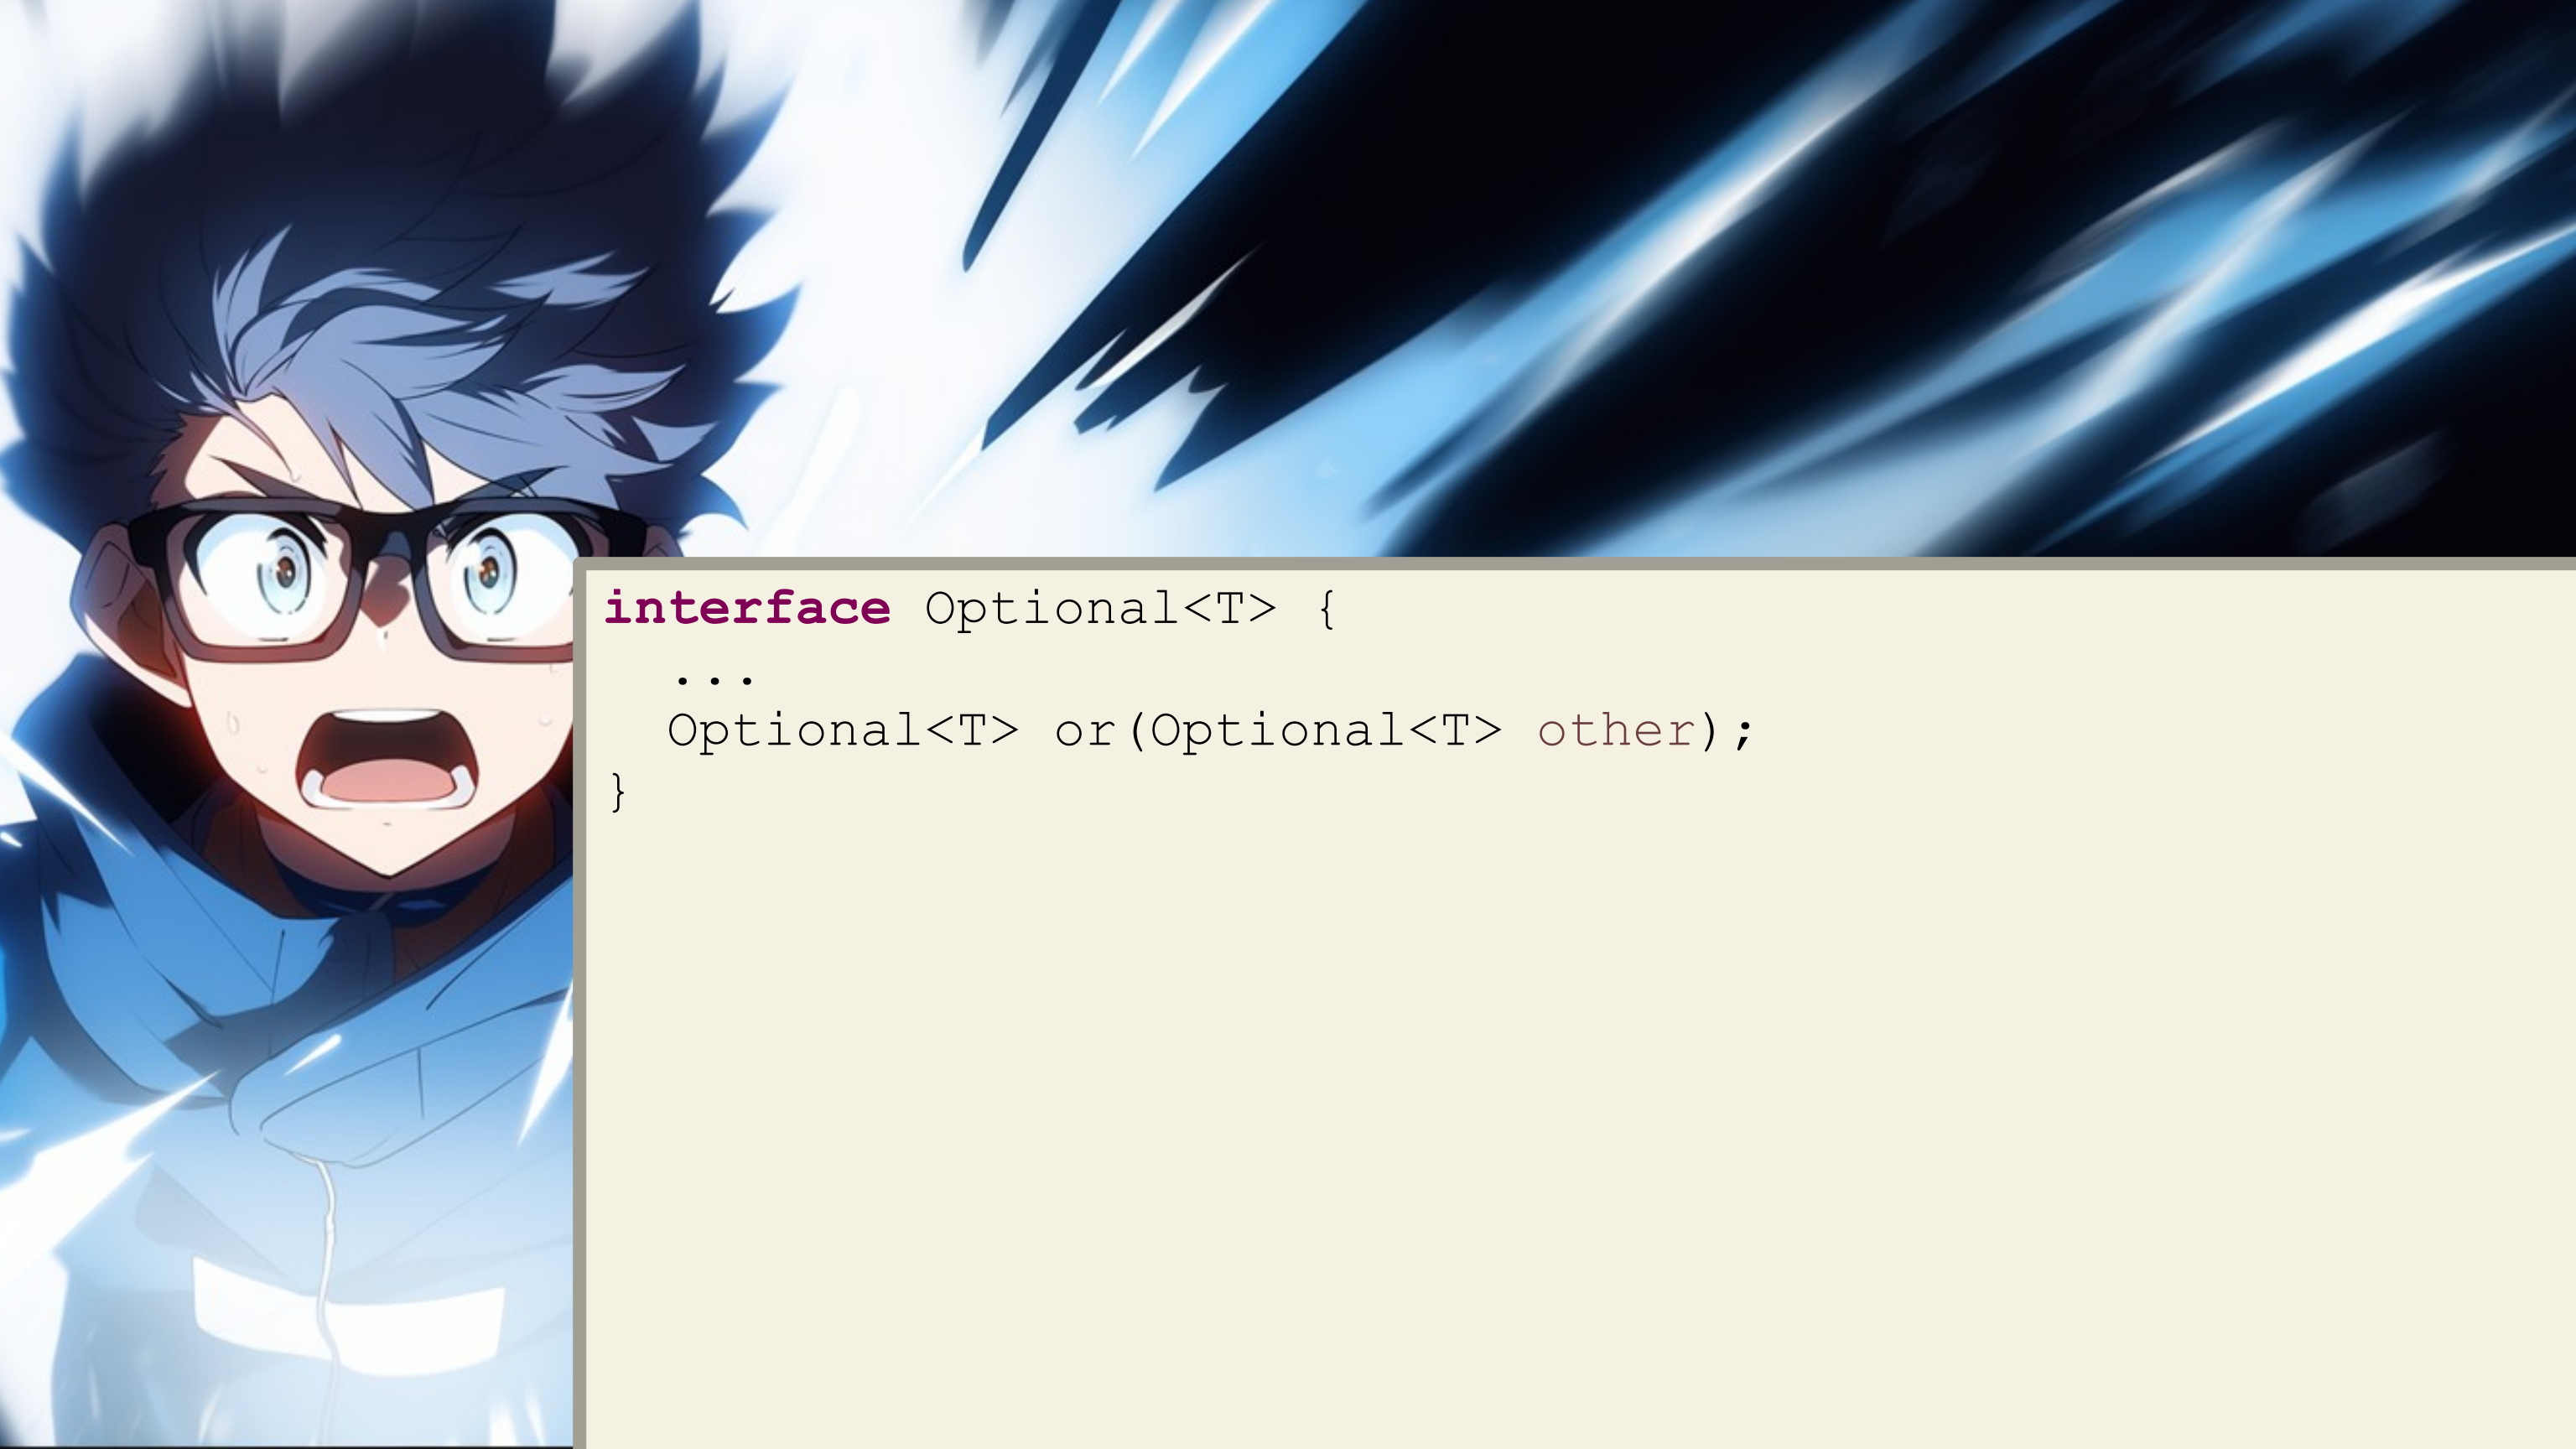 interface Optional<T> {
  ...
  Optional<T> or(Optional<T> other);
}